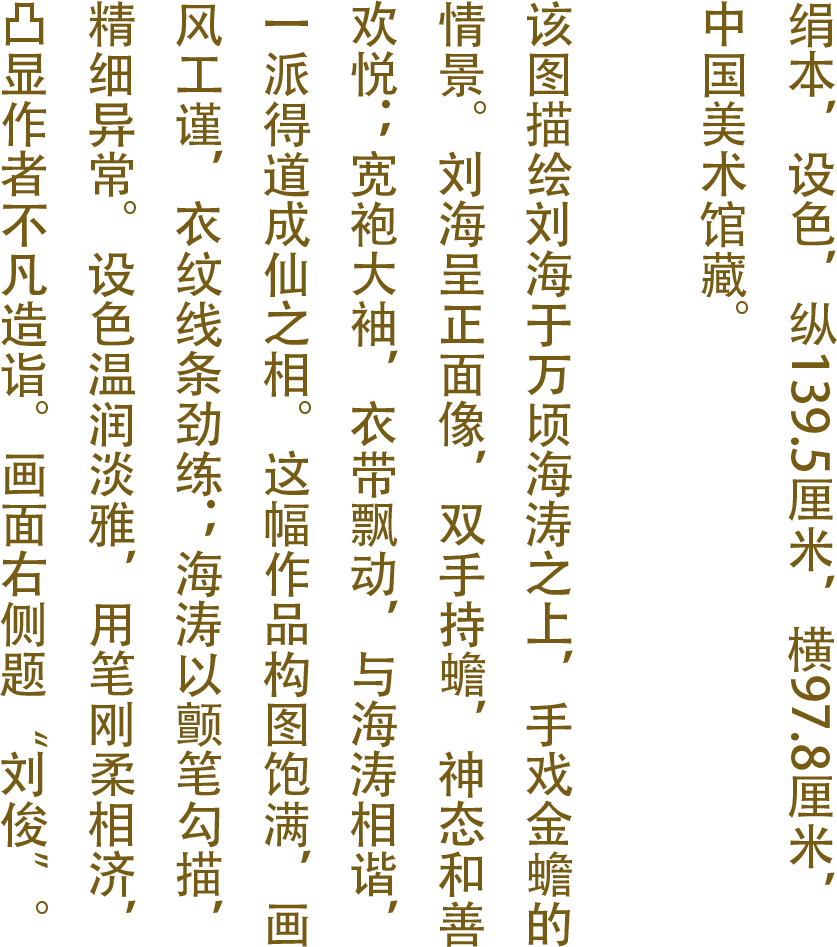 绢本，设色，纵139.5厘米，横97.8厘米，
中国美术馆藏。
该图描绘刘海于万顷海涛之上，手戏金蟾的
情景。刘海呈正面像，双手持蟾，神态和善
欢悦；宽袍大袖，衣带飘动，与海涛相谐，
一派得道成仙之相。这幅作品构图饱满，画
风工谨，衣纹线条劲练；海涛以颤笔勾描，
精细异常。设色温润淡雅，用笔刚柔相济，
凸显作者不凡造诣。画面右侧题“刘俊”。